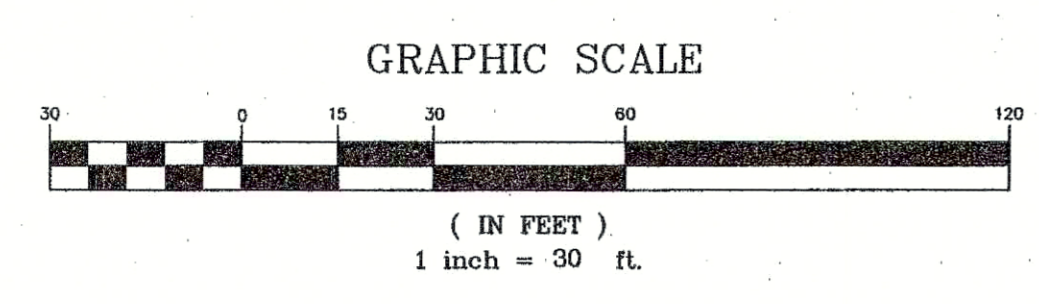 GRAPHIC SCALE
30 0 15 30 60 120
( IN FEET )
1 inch = 30 ft.